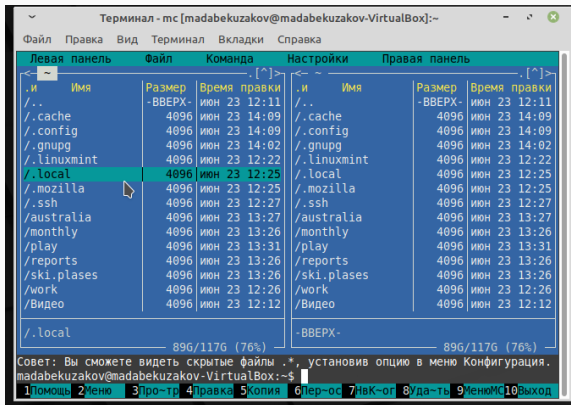 Терминал - mc [madabekuzakov@madabekuzakov-VirtualBox]:~
Файл Правка Вид Терминал Вкладки Справка
Левая панель Файл Команда Настройки Правая панель
<- ~ .[^]> <- ~ .[^]>
.и Имя Размер Время правки .и Имя Размер Время правки
/.. -ВВЕРХ- июн 23 12:11 /.. -ВВЕРХ- июн 23 12:11
/.cache 4096 июн 23 14:09 /.cache 4096 июн 23 14:09
/.config 4096 июн 23 14:09 /.config 4096 июн 23 14:09
/.gnupg 4096 июн 23 14:02 /.gnupg 4096 июн 23 14:02
/.linuxmint 4096 июн 23 12:22 /.linuxmint 4096 июн 23 12:22
/.local 4096 июн 23 12:25 /.local 4096 июн 23 12:25
/.mozilla 4096 июн 23 12:25 /.mozilla 4096 июн 23 12:25
/.ssh 4096 июн 23 12:27 /.ssh 4096 июн 23 12:27
/australia 4096 июн 23 13:27 /australia 4096 июн 23 13:27
/monthly 4096 июн 23 13:27 /monthly 4096 июн 23 13:27
/play 4096 июн 23 13:31 /play 4096 июн 23 13:31
/reports 4096 июн 23 13:26 /reports 4096 июн 23 13:26
/ski.plases 4096 июн 23 13:26 /ski.plases 4096 июн 23 13:26
/work 4096 июн 23 12:26 /work 4096 июн 23 12:26
/Видео 4096 июн 23 12:12 /Видео 4096 июн 23 12:12
/.local -ВВЕРХ-
89G/117G (76%) 89G/117G (76%)
Совет: Вы сможете видеть скрытые файлы .*, установив опцию в меню Конфигурация.
madabekuzakov@madabekuzakov-VirtualBox:~$
1Помощь 2Меню 3Про~тр 4Правка 5Копия 6Пер~ос 7НвК~ог 8Уда~ть 9МенюMC 10Выход